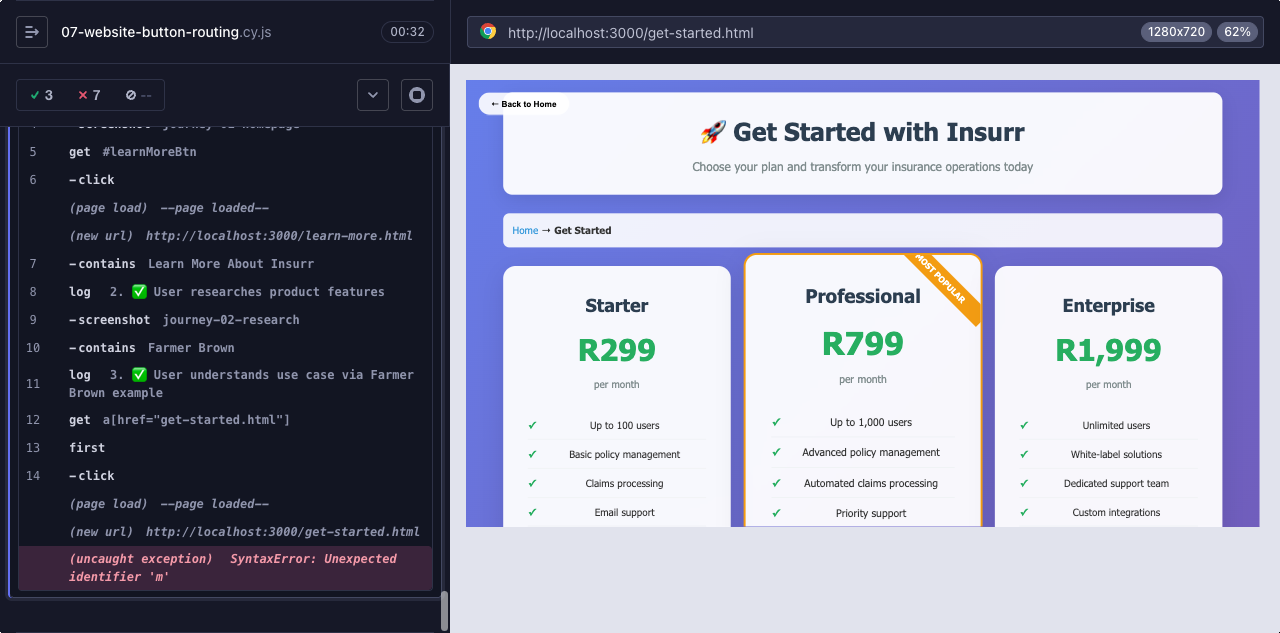 07-website-button-routing.cy.js
00:32
3
7
--
5 get #learnMoreBtn
6 -click
(page load) --page loaded--
(new url) http://localhost:3000/learn-more.html
7 -contains Learn More About Insurr
8 log 2. ✅ User researches product features
9 -screenshot journey-02-research
10 -contains Farmer Brown
11 log 3. ✅ User understands use case via Farmer
Brown example
12 get a[href="get-started.html"]
13 first
14 -click
(page load) --page loaded--
(new url) http://localhost:3000/get-started.html
(uncaught exception) SyntaxError: Unexpected
identifier 'm'
http://localhost:3000/get-started.html
1280x720
62%
← Back to Home
🚀 Get Started with Insurr
Choose your plan and transform your insurance operations today
Home → Get Started
Starter
R299
per month
✓ Up to 100 users
✓ Basic policy management
✓ Claims processing
✓ Email support
MOST POPULAR
Professional
R799
per month
✓ Up to 1,000 users
✓ Advanced policy management
✓ Automated claims processing
✓ Priority support
Enterprise
R1,999
per month
✓ Unlimited users
✓ White-label solutions
✓ Dedicated support team
✓ Custom integrations